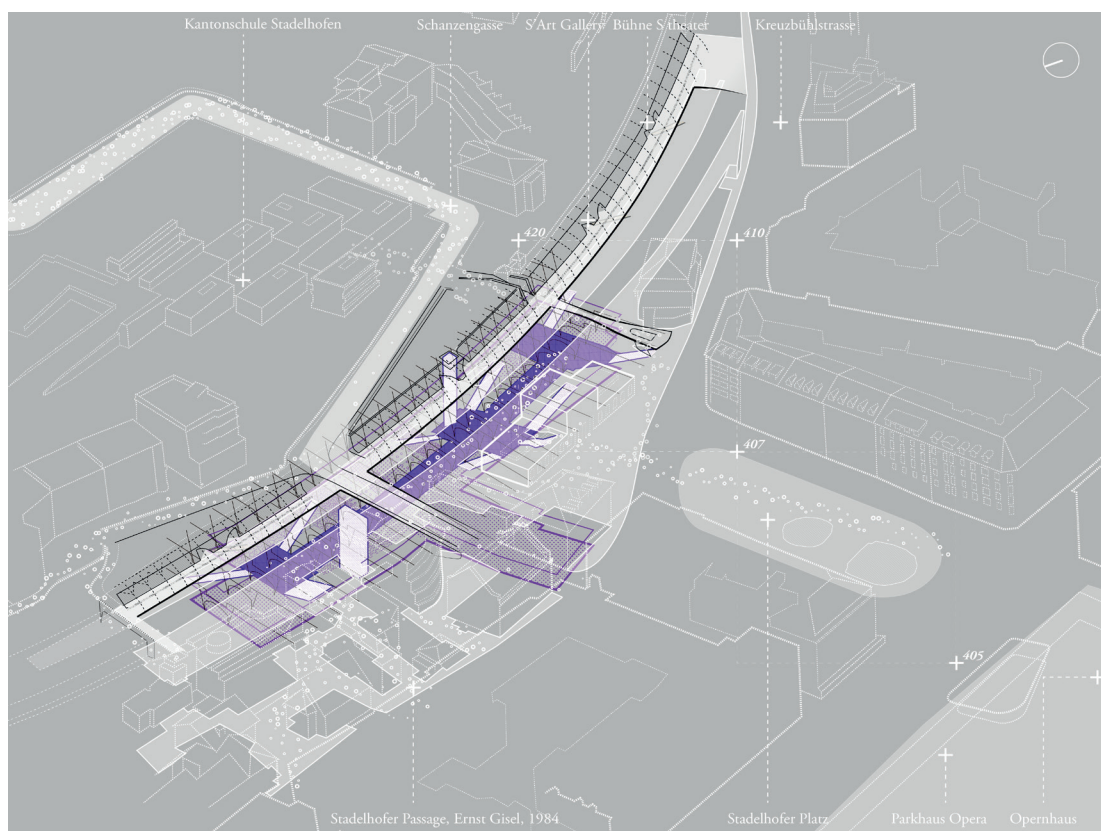 Kantonschule Stadelhofen
Schanzengasse
S'Art Gallery
Bühne S theater
Kreuzbühlstrasse
420
410
407
405
Stadelhofer Passage, Ernst Gisel, 1984
Stadelhofer Platz
Parkhaus Opera
Opernhaus